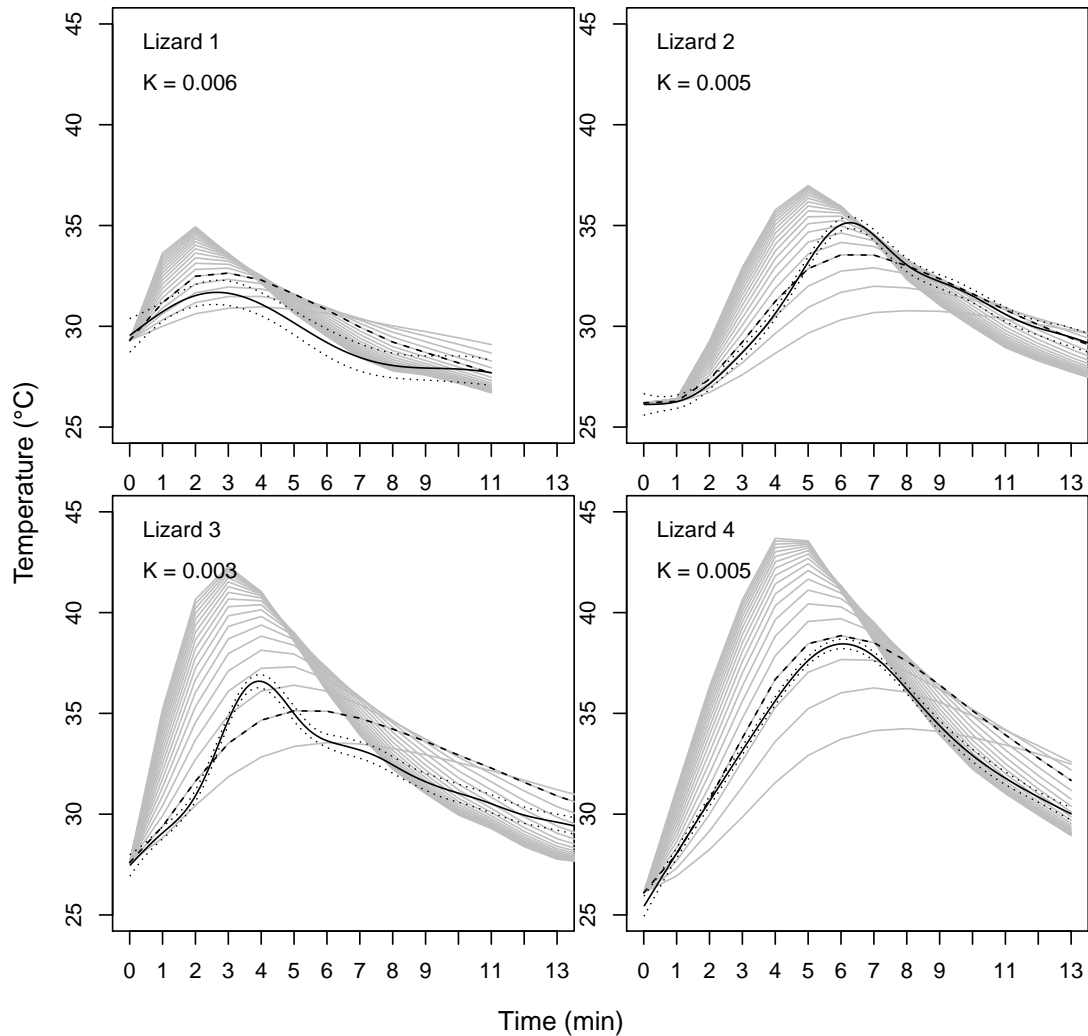 Lizard 1
K = 0.006
25 30 35 40 45
0 1 2 3 4 5 6 7 8 9 11 13
Lizard 2
K = 0.005
25 30 35 40 45
0 1 2 3 4 5 6 7 8 9 11 13
Lizard 3
K = 0.003
25 30 35 40 45
0 1 2 3 4 5 6 7 8 9 11 13
Lizard 4
K = 0.005
25 30 35 40 45
0 1 2 3 4 5 6 7 8 9 11 13
Temperature (°C)
Time (min)